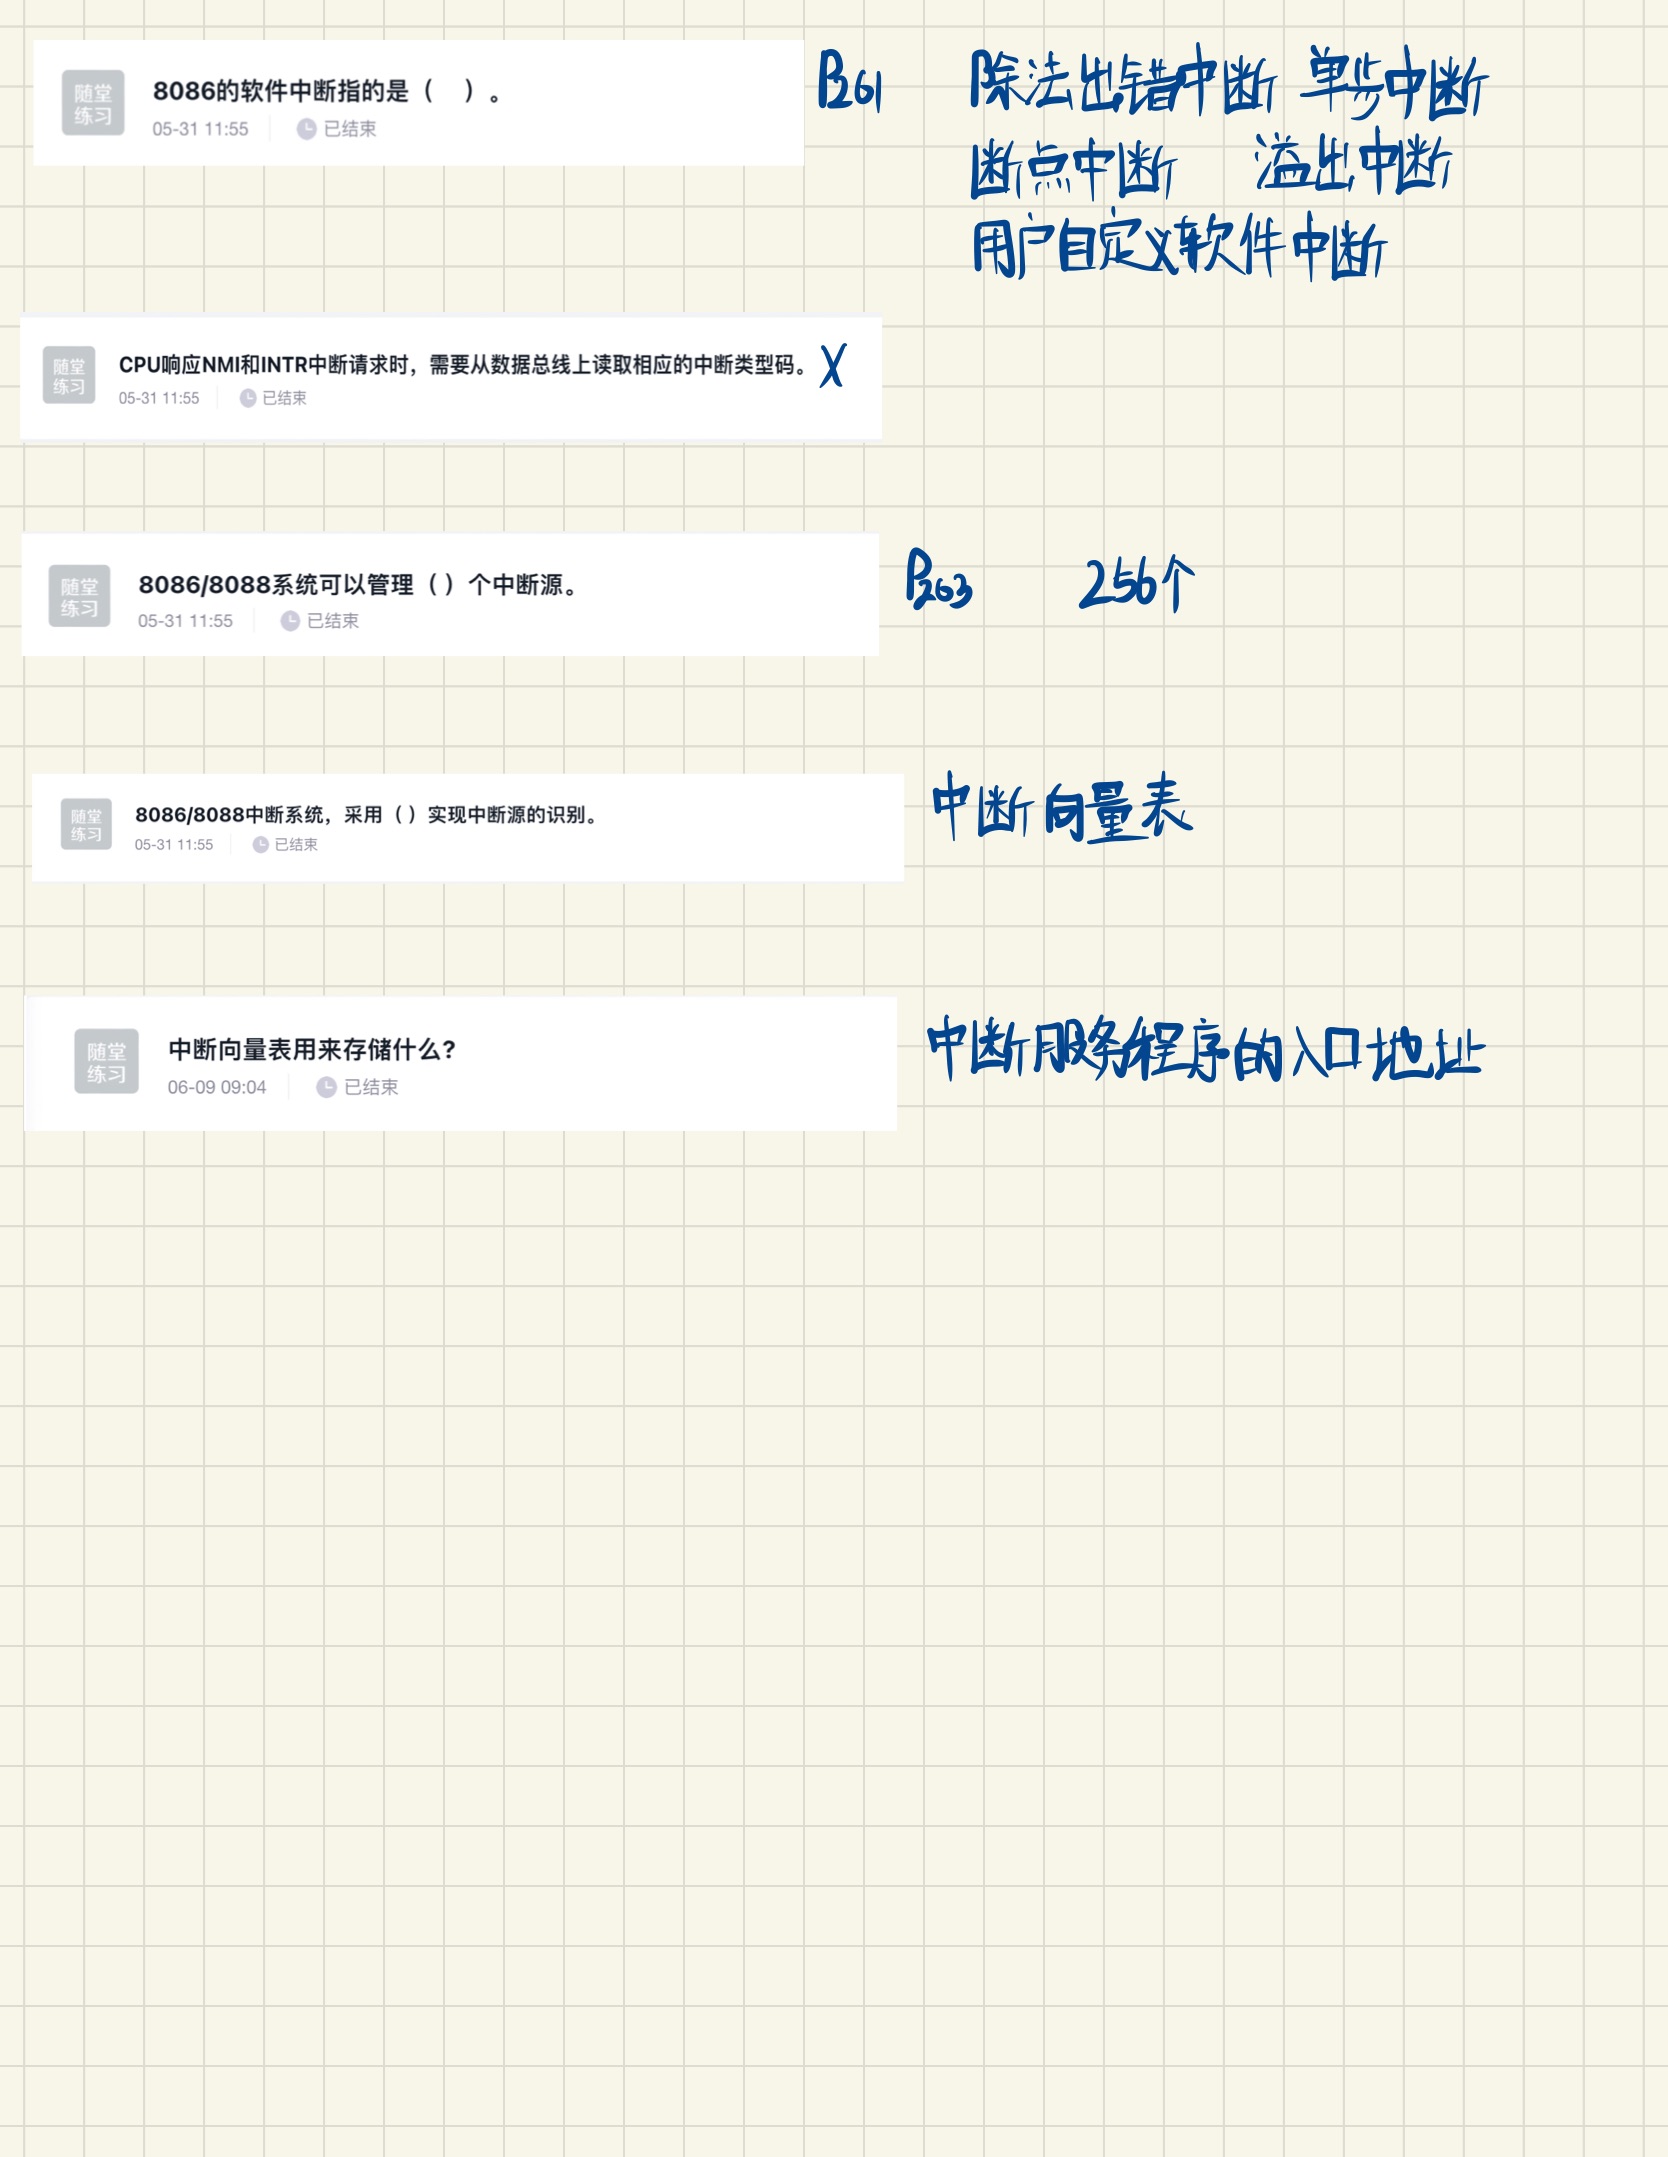 随堂练习
8086的软件中断指的是（ ）。
05-31 11:55 已结束
P261 除法出错中断 单步中断
断点中断 溢出中断
用户自定义软件中断
随堂练习
CPU响应NMI和INTR中断请求时，需要从数据总线上读取相应的中断类型码。 X
05-31 11:55 已结束
随堂练习
8086/8088系统可以管理（ ）个中断源。
05-31 11:55 已结束
P263 256个
随堂练习
8086/8088中断系统，采用（ ）实现中断源的识别。
05-31 11:55 已结束
中断向量表
随堂练习
中断向量表用来存储什么?
06-09 09:04 已结束
中断服务程序的入口地址